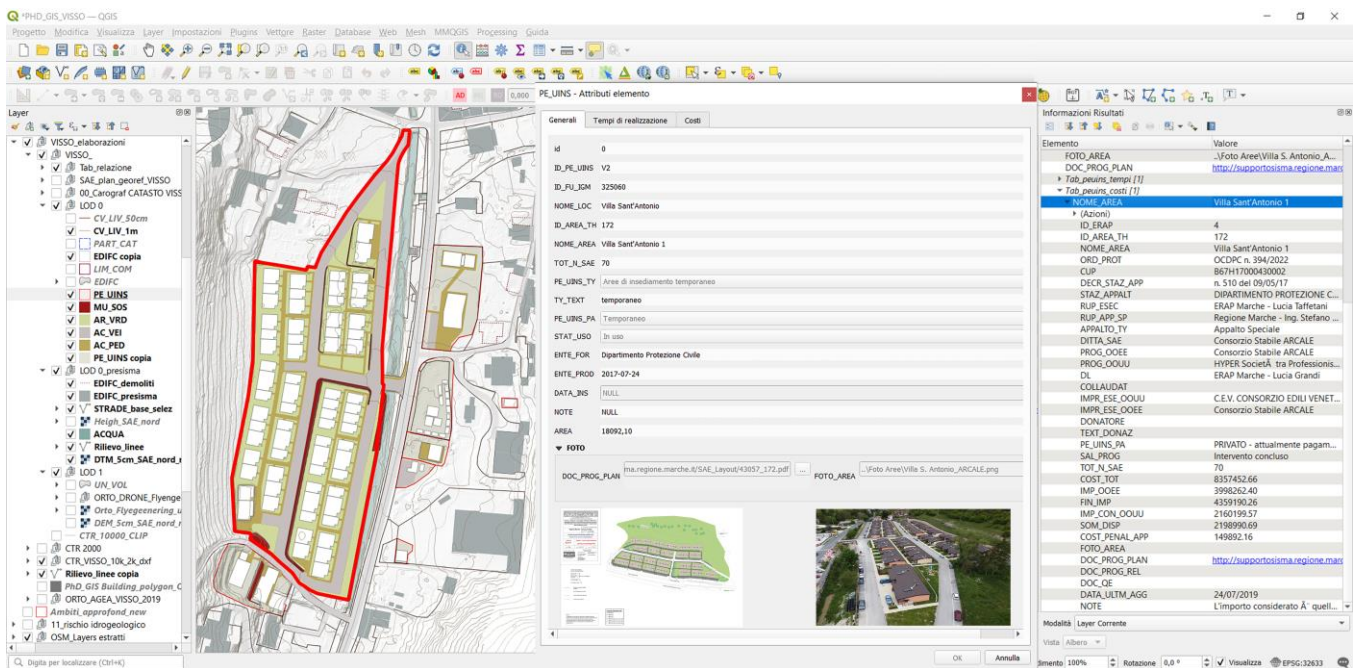 *PHD_GIS_VISSO — QGIS
Progetto Modifica Visualizza Layer Impostazioni Plugins Vettore Raster Database Web Mesh MMQGIS Processing Guida
AD
0,000
Layer
VISSO_elaborazioni
VISSO_
Tab_relazione
SAE_plan_georef_VISSO
00_Carograf CATASTO VISS
LOD 0
CV_LIV_50cm
CV_LIV_1m
PART_CAT
EDIFC copia
LIM_COM
EDIFC
PE_UINS
MU_SOS
AR_VRD
AC_VEI
AC_PED
PE_UINS copia
LOD 0_presisma
EDIFC_demoliti
EDIFC_presisma
STRADE_base_selez
Heigh_SAE_nord
ACQUA
Rilievo_linee
DTM_5cm_SAE_nord_r
LOD 1
UN_VOL
ORTO_DRONE_Flyenge
Orto_Flyegeenering_u
DEM_5cm_SAE_nord_r
CTR_10000_CLIP
CTR 2000
CTR_VISSO_10k_2k_dxf
Rilievo_linee copia
PhD_GIS Building_polygon_C
ORTO_AGEA_VISSO_2019
Ambiti_approfond_new
11_rischio idrogeologico
OSM_Layers estratti
Digita per localizzare (Ctrl+K)
PE_UINS - Attributi elemento
Generali Tempi di realizzazione Costi
id 0
ID_PE_UINS V2
ID_FU_IGM 325060
NOME_LOC Villa Sant'Antonio
ID_AREA_TH 172
NOME_AREA Villa Sant'Antonio 1
TOT_N_SAE 70
PE_UINS_TY Aree di insediamento temporaneo
TY_TEXT temporaneo
PE_UINS_PA Temporaneo
STAT_USO In uso
ENTE_FOR Dipartimento Protezione Civile
ENTE_PROD 2017-07-24
DATA_INS NULL
NOTE NULL
AREA 18092,10
FOTO
DOC_PROG_PLAN ma.regione.marche.it/SAE_Layout/43057_172.pdf ... FOTO_AREA ...\Foto Aree\Villa S. Antonio_ARCALE.png
OK Annulla
Informazioni Risultati
Elemento Valore
FOTO_AREA ..\Foto Aree\Villa S. Antonio_A...
DOC_PROG_PLAN http://supportosisma.regione.marc
Tab_peuins_tempi [1]
Tab_peuins_costi [1]
NOME_AREA Villa Sant'Antonio 1
(Azioni)
ID_ERAP 4
ID_AREA_TH 172
NOME_AREA Villa Sant'Antonio 1
ORD_PROT OCDPC n. 394/2022
CUP B67H17000430002
DECR_STAZ_APP n. 510 del 09/05/17
STAZ_APPALT DIPARTIMENTO PROTEZIONE C...
RUP_ESEC ERAP Marche - Lucia Taffetani
RUP_APP_SP Regione Marche - Ing. Stefano ...
APPALTO_TY Appalto Speciale
DITTA_SAE Consorzio Stabile ARCALE
PROG_OOEE Consorzio Stabile ARCALE
PROG_OOUU HYPER SocietÃ tra Professionis...
DL ERAP Marche - Lucia Grandi
COLLAUDAT
IMPR_ESE_OOUU C.E.V. CONSORZIO EDILI VENET...
IMPR_ESE_OOEE Consorzio Stabile ARCALE
DONATORE
TEXT_DONAZ
PE_UINS_PA PRIVATO - attualmente pagam...
SAL_PROG Intervento concluso
TOT_N_SAE 70
COST_TOT 8357452.66
IMP_OOEE 3998262.40
FIN_IMP 4359190.26
IMP_CON_OOUU 2160199.57
SOM_DISP 2198990.69
COST_PENAL_APP 149892.16
FOTO_AREA
DOC_PROG_PLAN http://supportosisma.regione.marc
DOC_PROG_REL
DOC_QE
DATA_ULTM_AGG 24/07/2019
NOTE L'importo considerato Ã¨ quell...
Modalità Layer Corrente
Vista Albero
dimento 100% Rotazione 0,0 ° Visualizza EPSG:32633